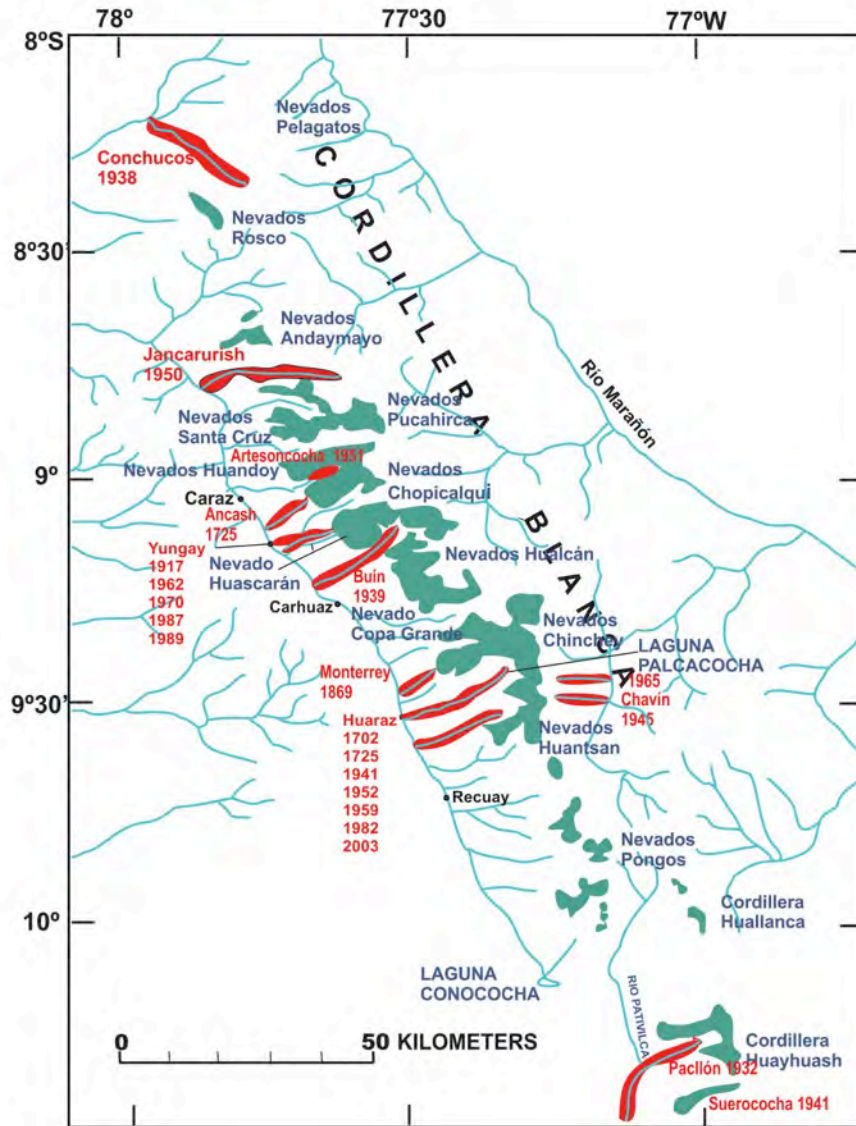 78º
77º30
77ºW
8ºS
Nevados
Pelagatos
CORDILLERA
Conchucos
1938
Nevados
Rosco
8º30'
Nevados
Andaymayo
Jancarurish
1950
Río Marañón
Nevados
Pucahirca
Nevados
Santa Cruz
Artesoncocha 1951
Nevados Huandoy
9º
Nevados
Chopicalqui
Caraz
Ancash
1725
BLANCA
Yungay
1917
1962
1970
1987
1989
Nevado
Huascarán
Nevados Hualcán
Buín
1939
Carhuaz
Nevado
Copa Grande
Nevados
Chinchey
LAGUNA
PALCACOCHA
Monterrey
1869
1965
Chavín
1945
9º30'
Huaraz
1702
1725
1941
1952
1959
1982
2003
Nevados
Huantsan
Recuay
Nevados
Pongos
10º
Cordillera
Huallanca
LAGUNA
CONOCOCHA
RIO PATIVILCA
0 50 KILOMETERS
Cordillera
Huayhuash
Pacllón 1932
Suerococha 1941